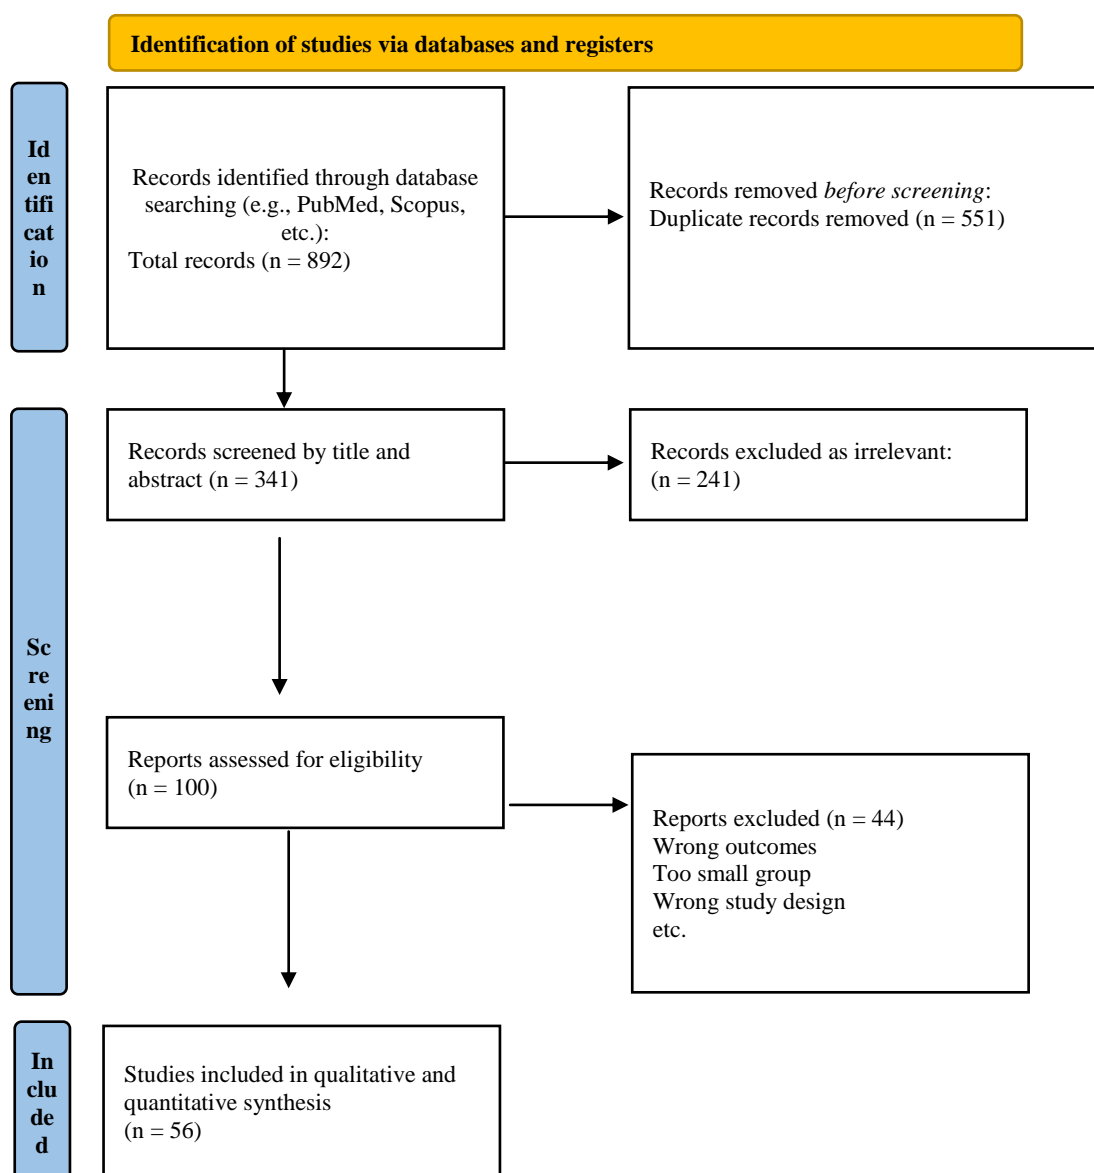 Identification of studies via databases and registers
Id
en
tifi
cat
io
n
Records identified through database
searching (e.g., PubMed, Scopus,
etc.):
Total records (n = 892)
Records removed before screening:
Duplicate records removed (n = 551)
Sc
re
eni
ng
Records screened by title and
abstract (n = 341)
Records excluded as irrelevant:
(n = 241)
Reports assessed for eligibility
(n = 100)
Reports excluded (n = 44)
Wrong outcomes
Too small group
Wrong study design
etc.
In
clu
de
d
Studies included in qualitative and
quantitative synthesis
(n = 56)